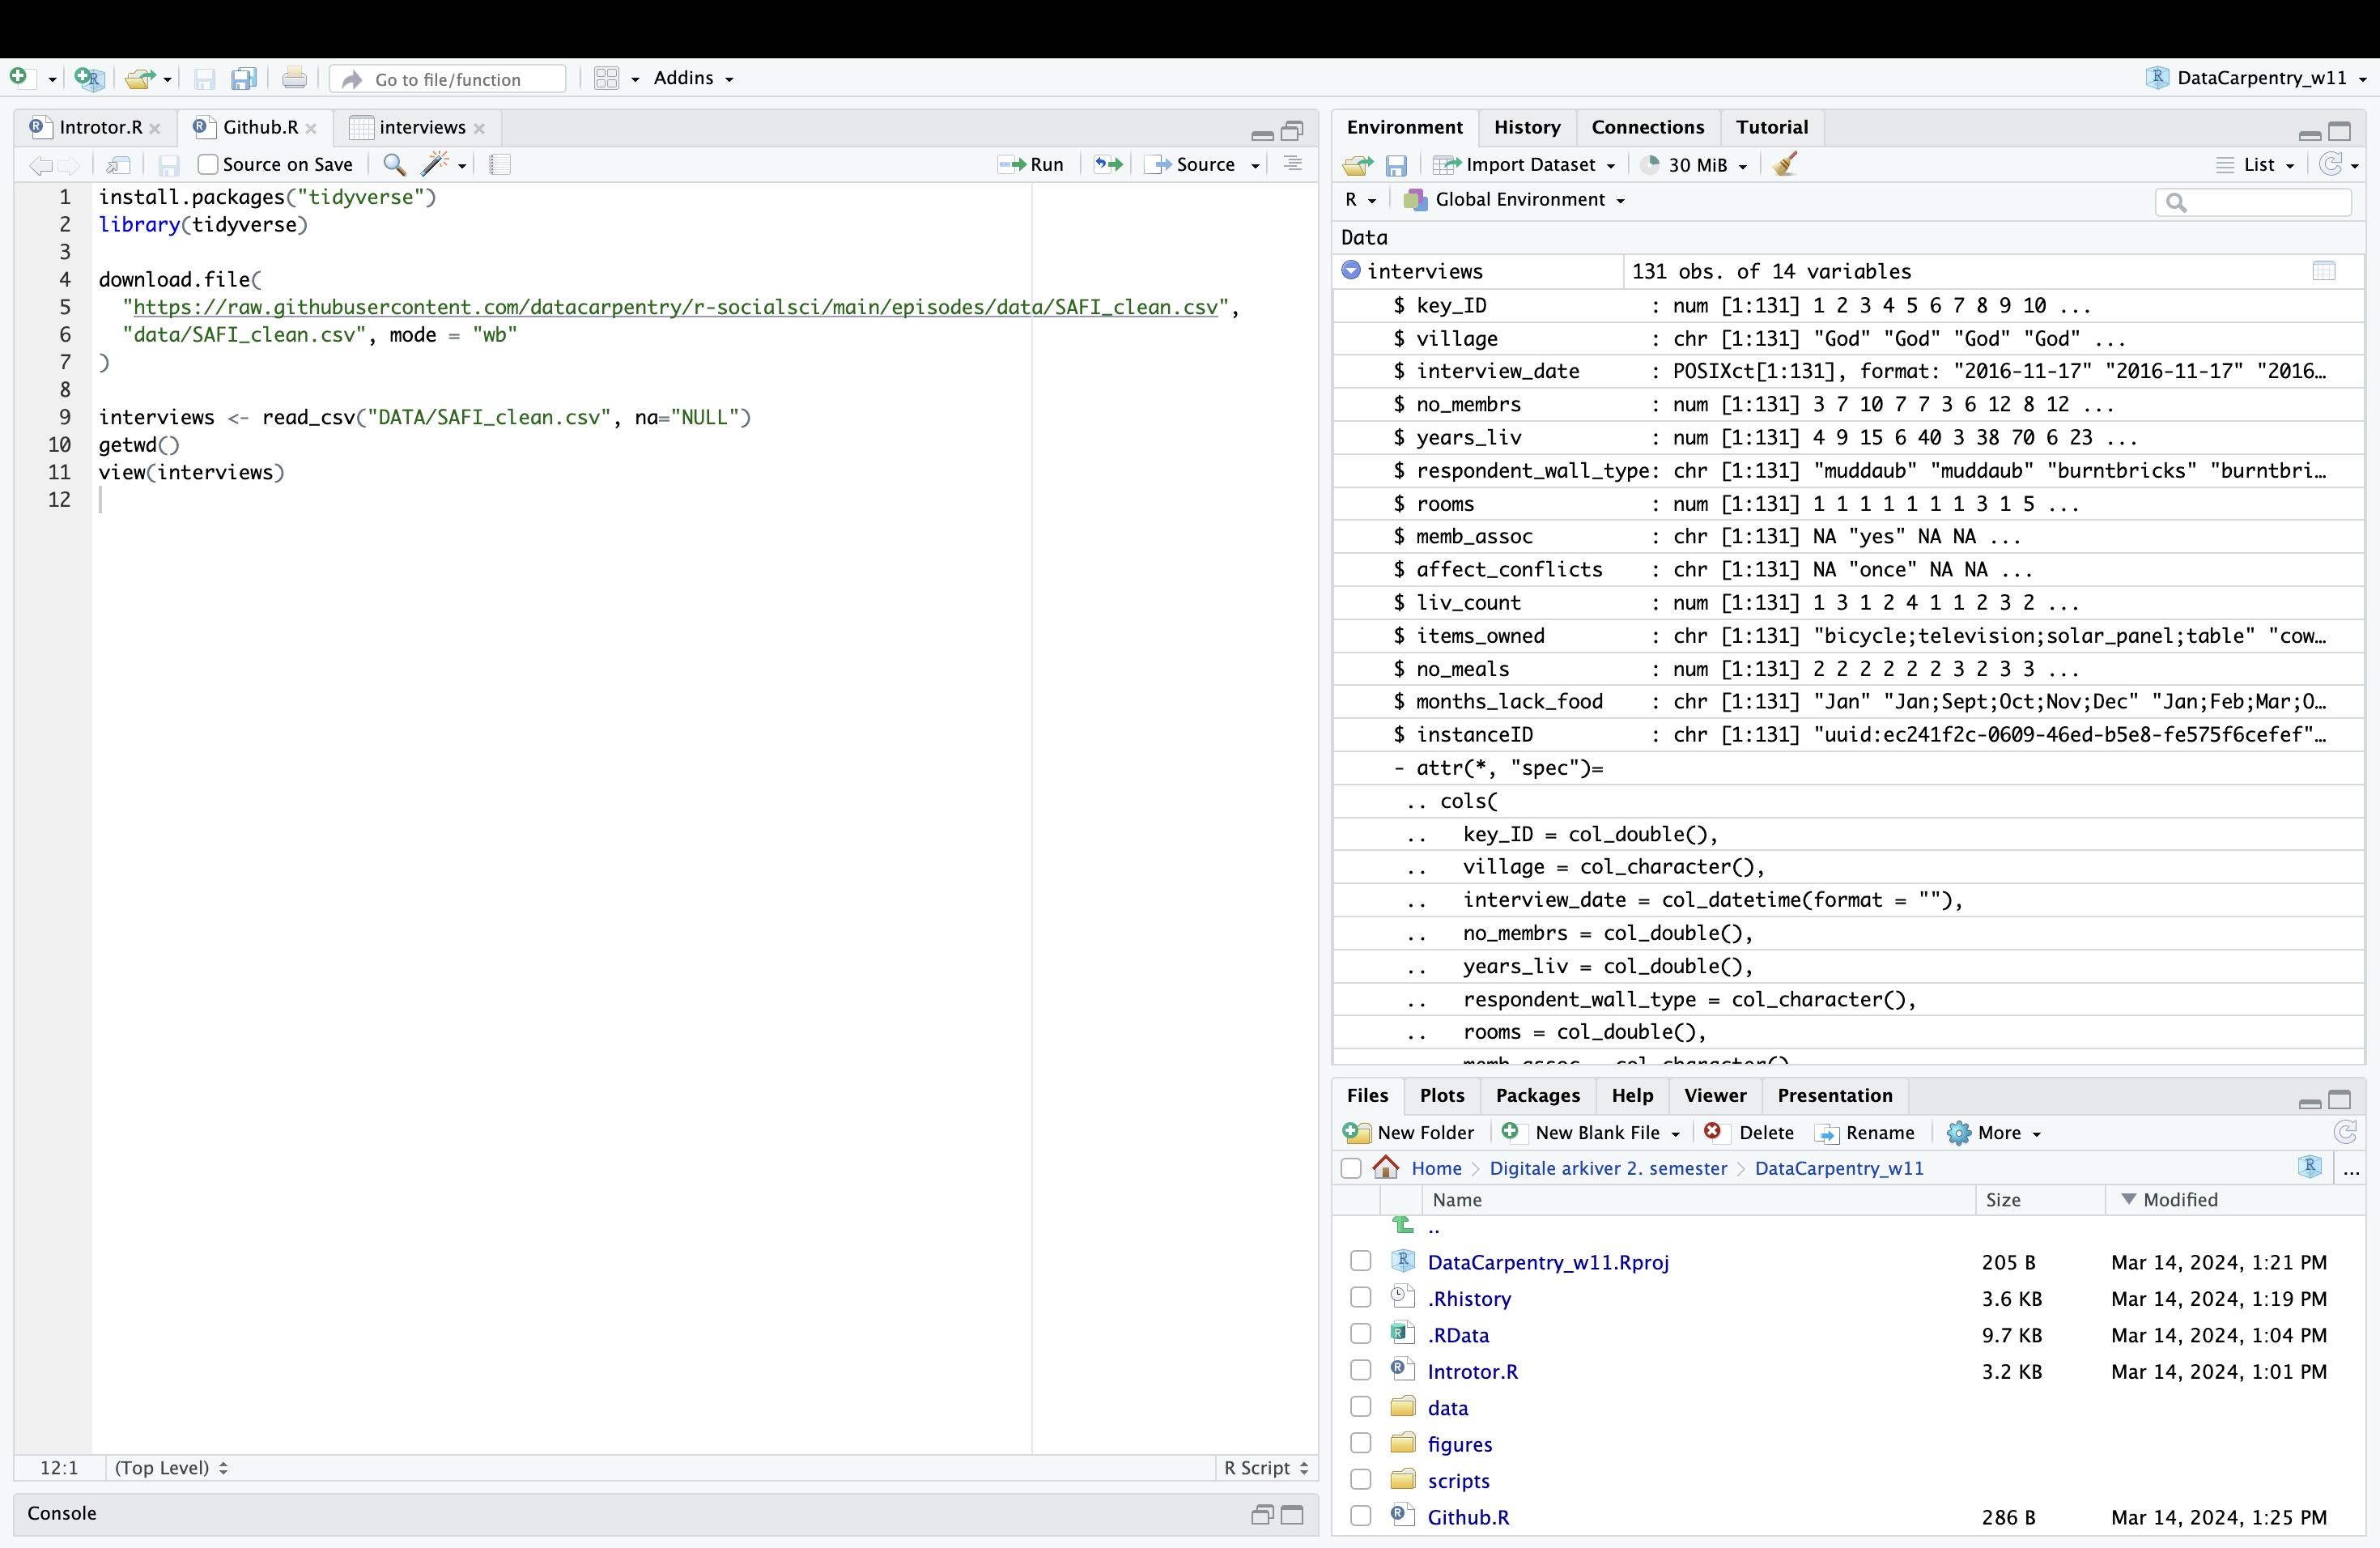 Go to file/function
Addins
DataCarpentry_w11
Introtor.R
Github.R
interviews
Source on Save
Run
Source
1 install.packages("tidyverse")
2 library(tidyverse)
3
4 download.file(
5 "https://raw.githubusercontent.com/datacarpentry/r-socialsci/main/episodes/data/SAFI_clean.csv",
6 "data/SAFI_clean.csv", mode = "wb"
7 )
8
9 interviews <- read_csv("DATA/SAFI_clean.csv", na="NULL")
10 getwd()
11 view(interviews)
12
12:1 (Top Level) R Script
Console
Environment History Connections Tutorial
Import Dataset 30 MiB List
R Global Environment
Data
interviews 131 obs. of 14 variables
$ key_ID : num [1:131] 1 2 3 4 5 6 7 8 9 10 ...
$ village : chr [1:131] "God" "God" "God" "God" ...
$ interview_date : POSIXct[1:131], format: "2016-11-17" "2016-11-17" "2016…
$ no_membrs : num [1:131] 3 7 10 7 7 3 6 12 8 12 ...
$ years_liv : num [1:131] 4 9 15 6 40 3 38 70 6 23 ...
$ respondent_wall_type: chr [1:131] "muddaub" "muddaub" "burntbricks" "burntbri…
$ rooms : num [1:131] 1 1 1 1 1 1 1 3 1 5 ...
$ memb_assoc : chr [1:131] NA "yes" NA NA ...
$ affect_conflicts : chr [1:131] NA "once" NA NA ...
$ liv_count : num [1:131] 1 3 1 2 4 1 1 2 3 2 ...
$ items_owned : chr [1:131] "bicycle;television;solar_panel;table" "cow…
$ no_meals : num [1:131] 2 2 2 2 2 2 3 2 3 3 ...
$ months_lack_food : chr [1:131] "Jan" "Jan;Sept;Oct;Nov;Dec" "Jan;Feb;Mar;O…
$ instanceID : chr [1:131] "uuid:ec241f2c-0609-46ed-b5e8-fe575f6cefef"…
- attr(*, "spec")=
.. cols(
.. key_ID = col_double(),
.. village = col_character(),
.. interview_date = col_datetime(format = ""),
.. no_membrs = col_double(),
.. years_liv = col_double(),
.. respondent_wall_type = col_character(),
.. rooms = col_double(),
memb_assoc = col_character()
Files Plots Packages Help Viewer Presentation
New Folder New Blank File Delete Rename More
Home > Digitale arkiver 2. semester > DataCarpentry_w11 ...
Name Size Modified
..
DataCarpentry_w11.Rproj 205 B Mar 14, 2024, 1:21 PM
.Rhistory 3.6 KB Mar 14, 2024, 1:19 PM
.RData 9.7 KB Mar 14, 2024, 1:04 PM
Introtor.R 3.2 KB Mar 14, 2024, 1:01 PM
data
figures
scripts
Github.R 286 B Mar 14, 2024, 1:25 PM